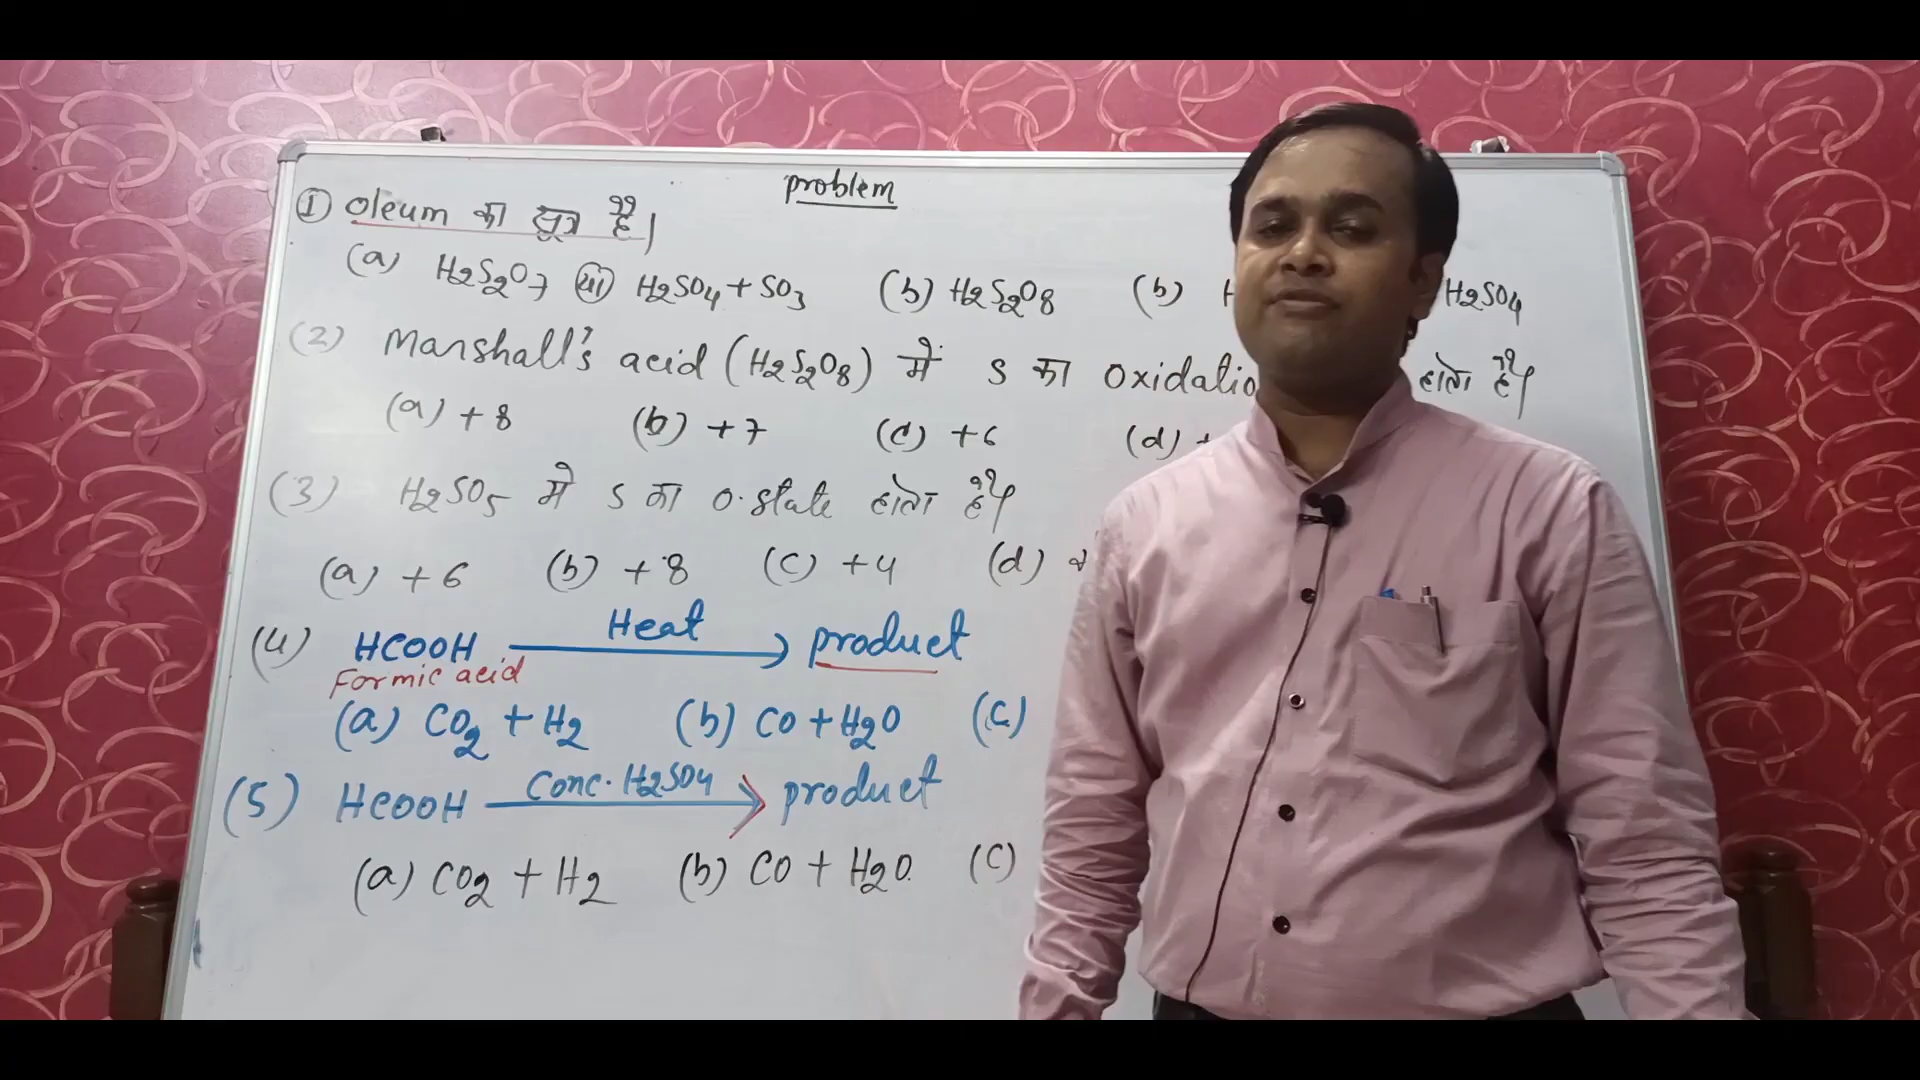 problem
① Oleum का सूत्र है।
(a) H2S2O7 या H2SO4 + SO3 (b) H2S2O8 (b) H2SO4
(2) Marshall's acid (H2S2O8) में S का Oxidatio होता है।
(a) +8 (b) +7 (c) +6 (d) +
(3) H2SO5 में S का O.State होता है।
(a) +6 (b) +8 (c) +4 (d)
(4) HCOOH Heat → product
Formic acid
(a) CO2 + H2 (b) CO + H2O (c)
(5) HCOOH Conc. H2SO4 → product
(a) CO2 + H2 (b) CO + H2O. (C)